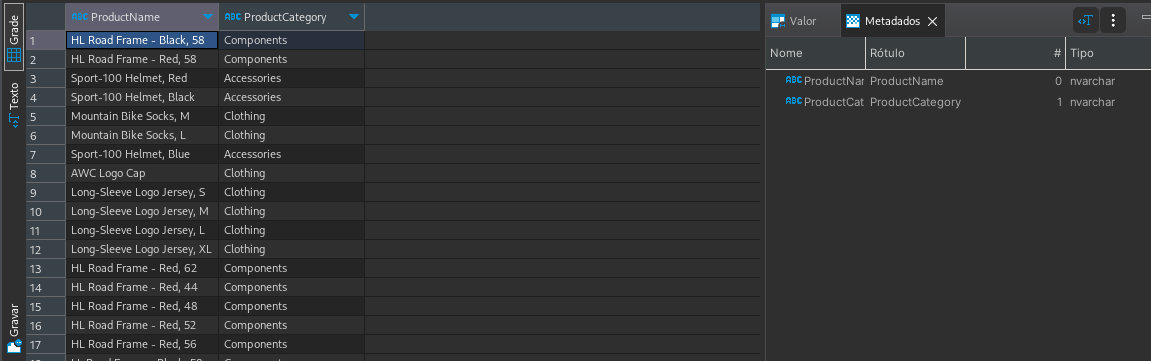 Grade
Texto
Gravar
ABC ProductName ABC ProductCategory
1 HL Road Frame - Black, 58 Components
2 HL Road Frame - Red, 58 Components
3 Sport-100 Helmet, Red Accessories
4 Sport-100 Helmet, Black Accessories
5 Mountain Bike Socks, M Clothing
6 Mountain Bike Socks, L Clothing
7 Sport-100 Helmet, Blue Accessories
8 AWC Logo Cap Clothing
9 Long-Sleeve Logo Jersey, S Clothing
10 Long-Sleeve Logo Jersey, M Clothing
11 Long-Sleeve Logo Jersey, L Clothing
12 Long-Sleeve Logo Jersey, XL Clothing
13 HL Road Frame - Red, 62 Components
14 HL Road Frame - Red, 44 Components
15 HL Road Frame - Red, 48 Components
16 HL Road Frame - Red, 52 Components
17 HL Road Frame - Red, 56 Components
Valor Metadados
Nome Rótulo # Tipo
ABC ProductNar ProductName 0 nvarchar
ABC ProductCat ProductCategory 1 nvarchar